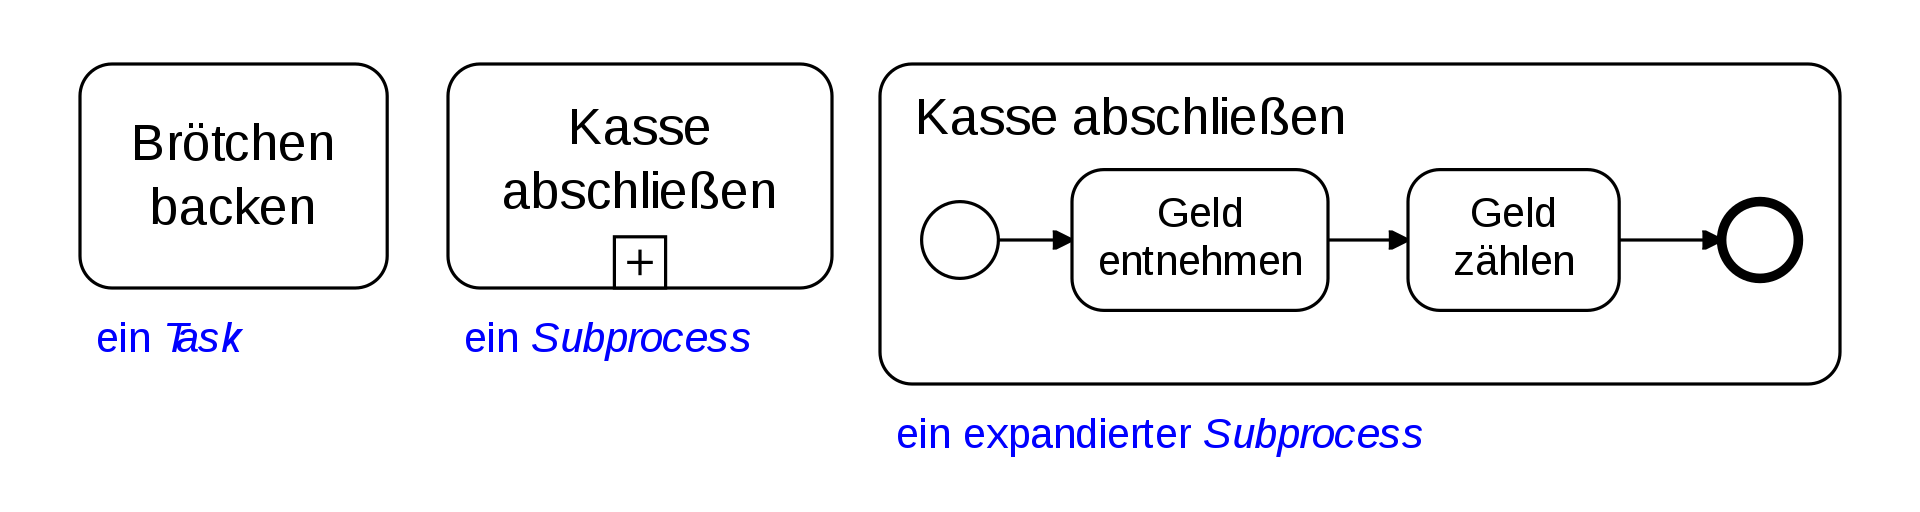 Brötchen
backen
ein Task
Kasse
abschließen
+
ein Subprocess
Kasse abschließen
Geld
entnehmen
Geld
zählen
ein expandierter Subprocess